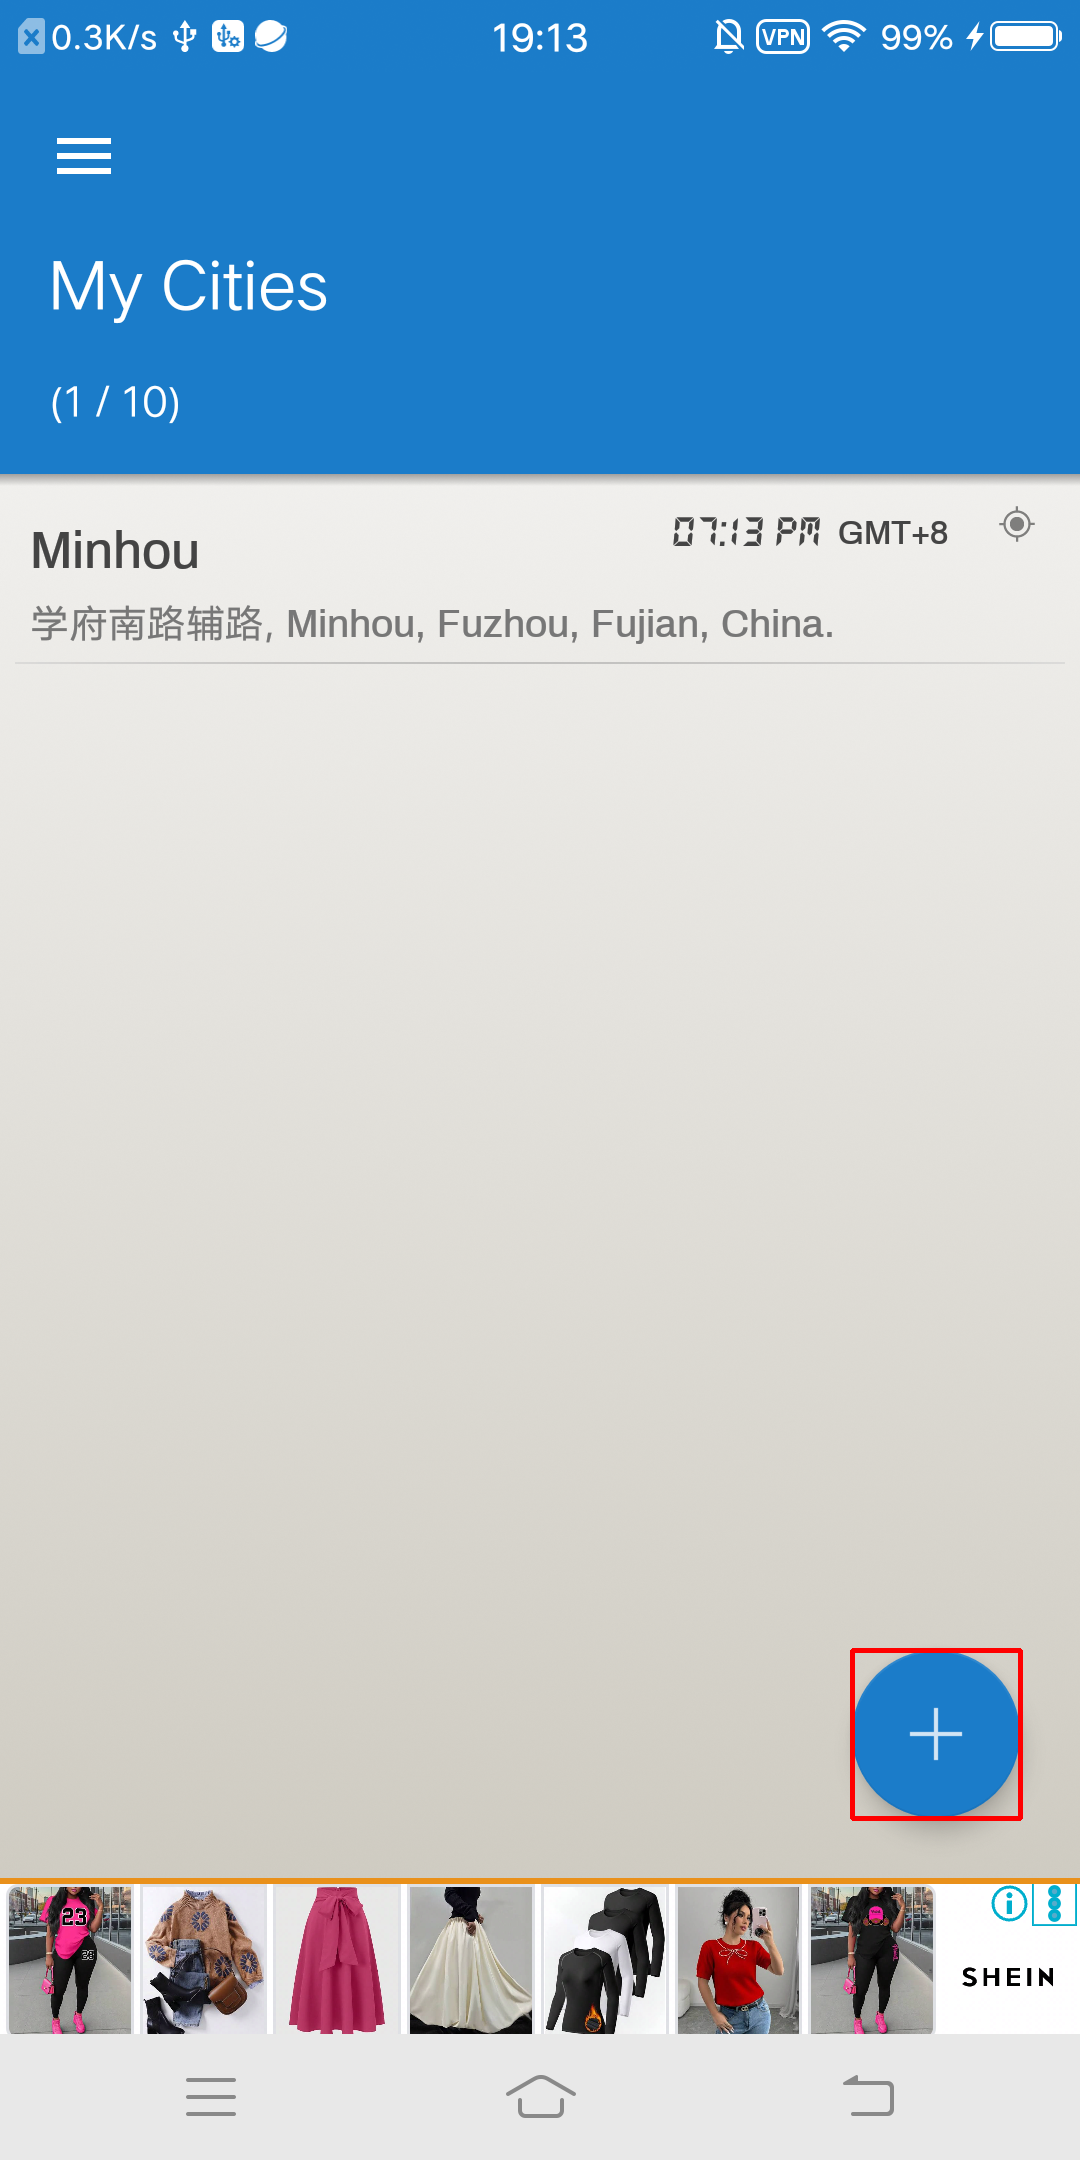 0.3K/s 19:13 VPN 99%
My Cities
(1 / 10)
Minhou 07:13 PM GMT+8
学府南路辅路, Minhou, Fuzhou, Fujian, China.
23
SHEIN